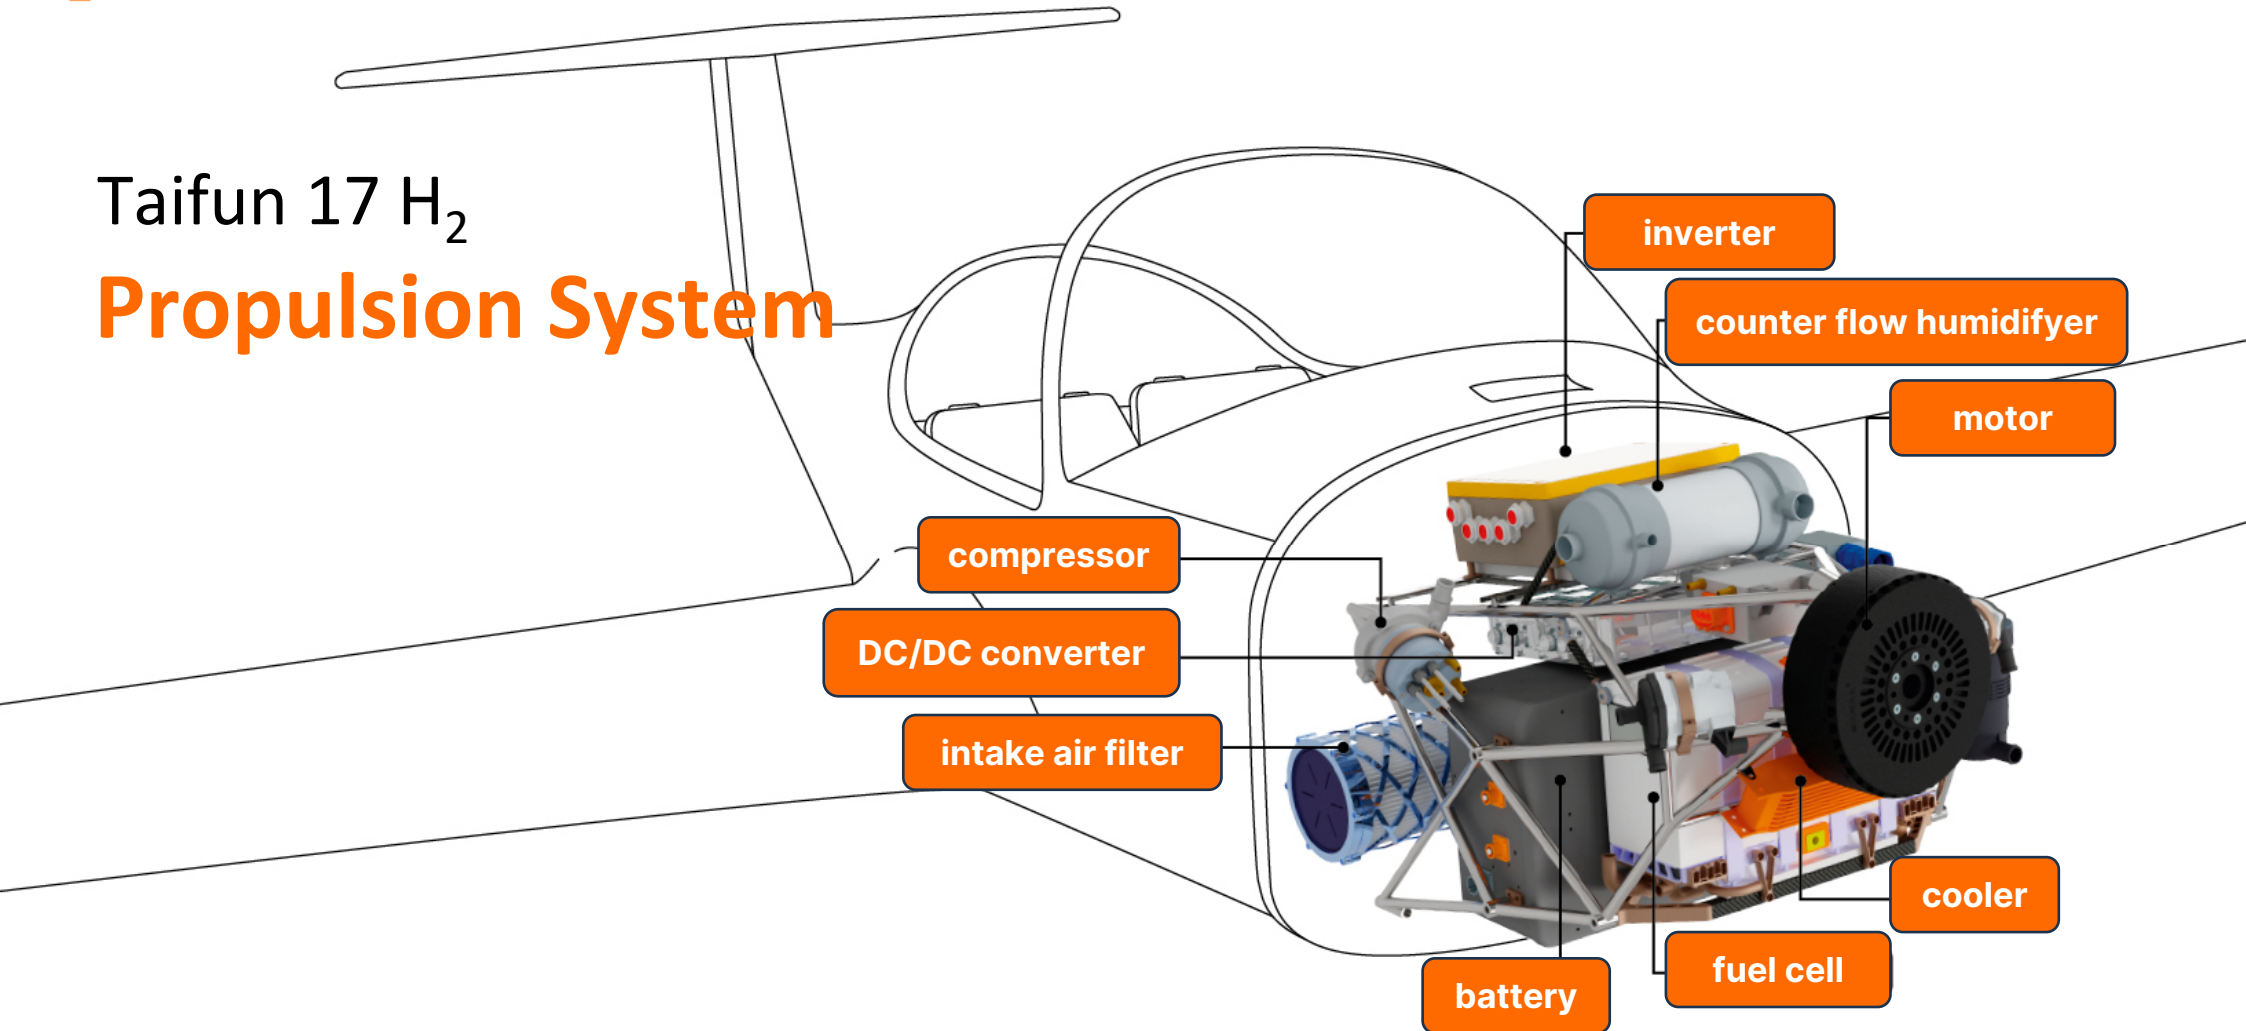 Taifun 17 H₂
Propulsion System
inverter
counter flow humidifyer
motor
compressor
DC/DC converter
intake air filter
cooler
fuel cell
battery